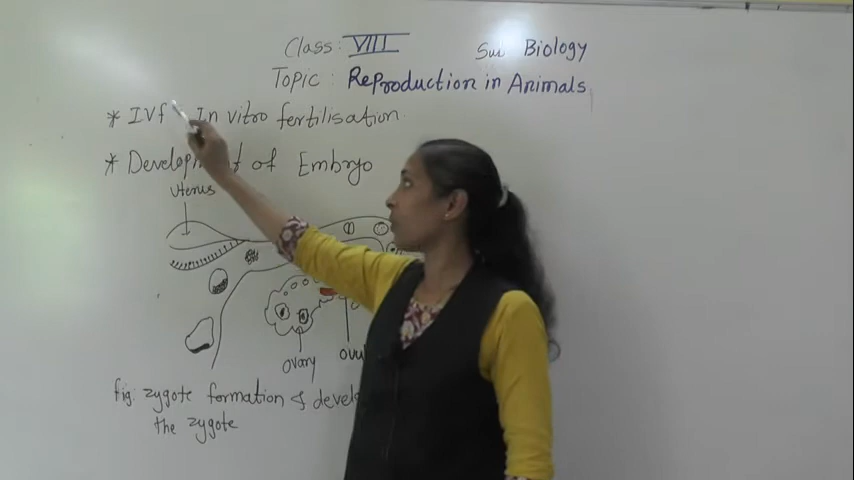 Class: VIII Sub Biology
Topic: Reproduction in Animals
* IVf In vitro fertilisation.
* Development of Embryo
Uterus
Ovary
fig: zygote formation & 
the zygote